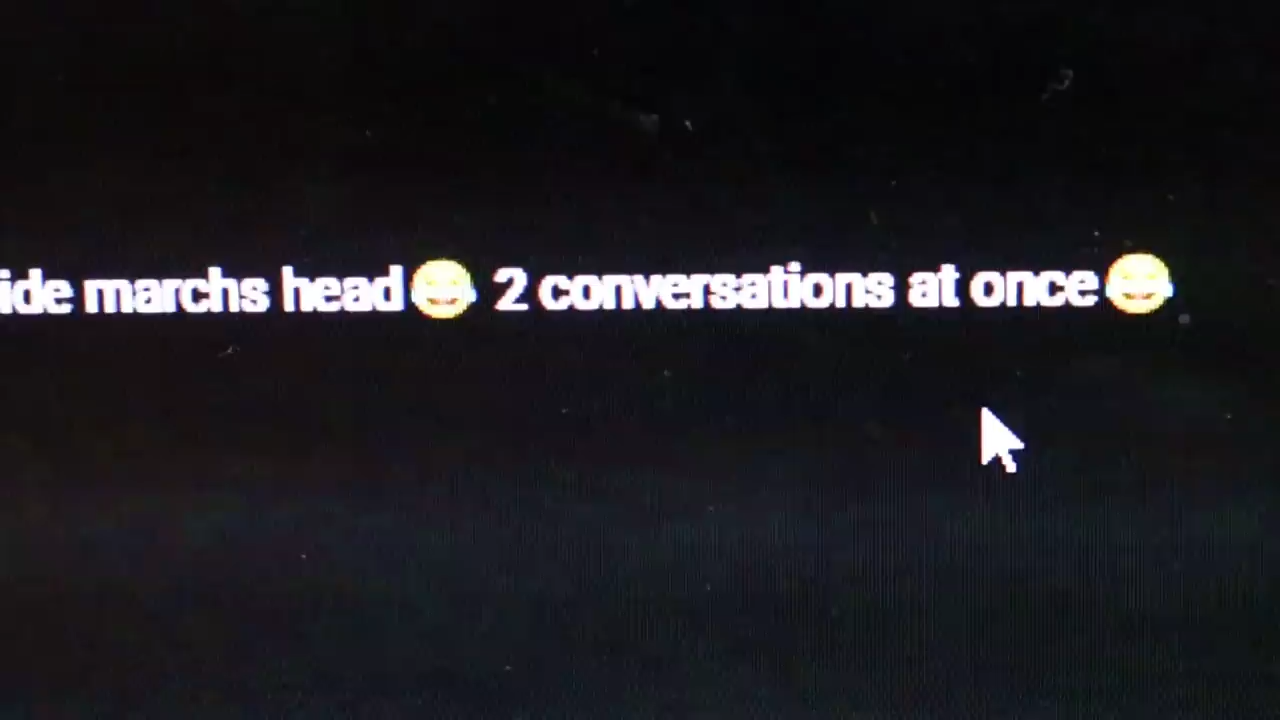 ide marchs head😂 2 conversations at once😂